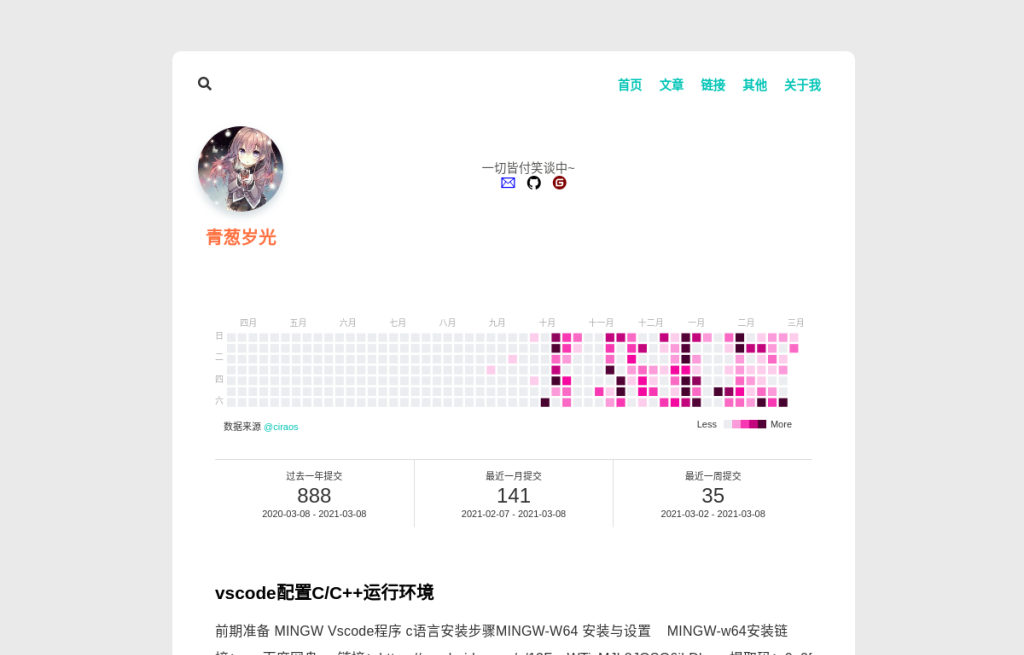 首页 文章 链接 其他 关于我
一切皆付笑谈中~
青葱岁光
四月 五月 六月 七月 八月 九月 十月 十一月 十二月 一月 二月 三月
日
二
四
六
数据来源 @ciraos
Less More
过去一年提交
888
2020-03-08 - 2021-03-08
最近一月提交
141
2021-02-07 - 2021-03-08
最近一周提交
35
2021-03-02 - 2021-03-08
vscode配置C/C++运行环境
前期准备 MINGW Vscode程序 c语言安装步骤MINGW-W64 安装与设置 MINGW-w64安装链